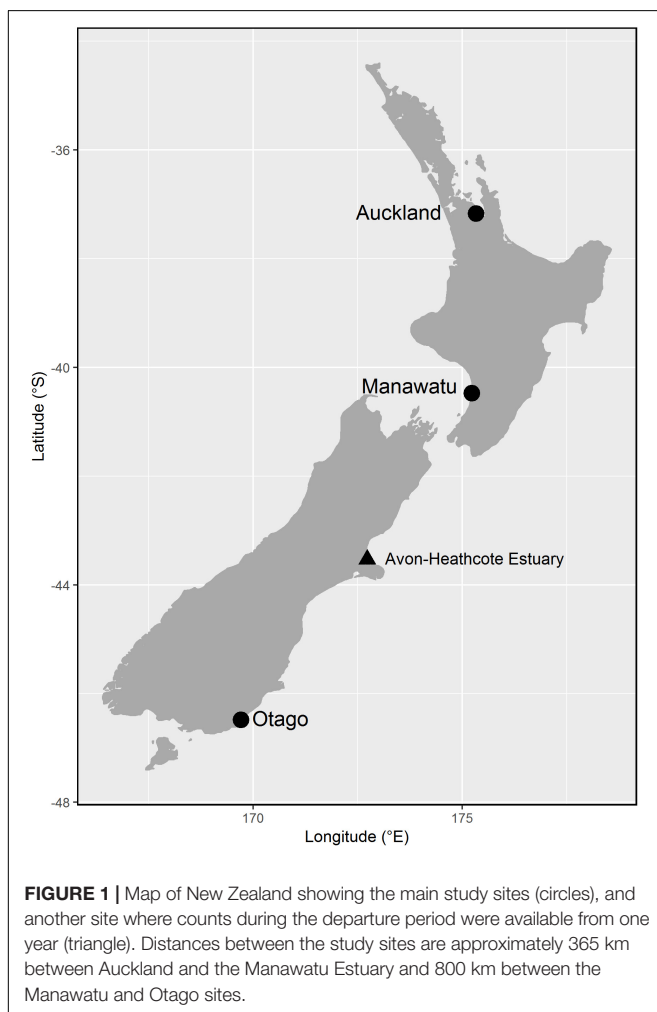 -36
Auckland
-40
Manawatu
Latitude (°S)
Avon-Heathcote Estuary
-44
Otago
-48
170
175
Longitude (°E)
FIGURE 1 | Map of New Zealand showing the main study sites (circles), and
another site where counts during the departure period were available from one
year (triangle). Distances between the study sites are approximately 365 km
between Auckland and the Manawatu Estuary and 800 km between the
Manawatu and Otago sites.